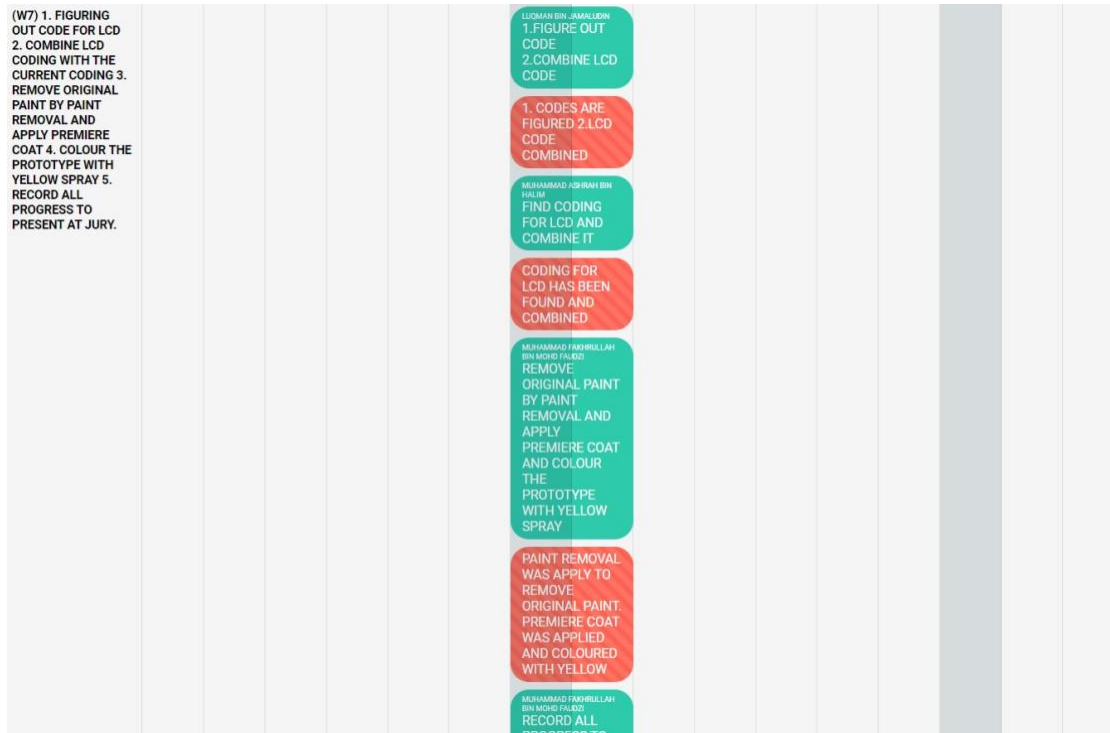 (W7) 1. FIGURING
OUT CODE FOR LCD
2. COMBINE LCD
CODING WITH THE
CURRENT CODING 3.
REMOVE ORIGINAL
PAINT BY PAINT
REMOVAL AND
APPLY PREMIERE
COAT 4. COLOUR THE
PROTOTYPE WITH
YELLOW SPRAY 5.
RECORD ALL
PROGRESS TO
PRESENT AT JURY.
LUQMAN BIN JAMALUDIN
1.FIGURE OUT
CODE
2.COMBINE LCD
CODE
1. CODES ARE
FIGURED 2.LCD
CODE
COMBINED
MUHAMMAD ASHRAH BIN
HALIM
FIND CODING
FOR LCD AND
COMBINE IT
CODING FOR
LCD HAS BEEN
FOUND AND
COMBINED
MUHAMMAD FAKHRULLAH
BIN MOHD FAUDZI
REMOVE
ORIGINAL PAINT
BY PAINT
REMOVAL AND
APPLY
PREMIERE COAT
AND COLOUR
THE
PROTOTYPE
WITH YELLOW
SPRAY
PAINT REMOVAL
WAS APPLY TO
REMOVE
ORIGINAL PAINT.
PREMIERE COAT
WAS APPLIED
AND COLOURED
WITH YELLOW
MUHAMMAD FAKHRULLAH
BIN MOHD FAUDZI
RECORD ALL
PROGRESS TO